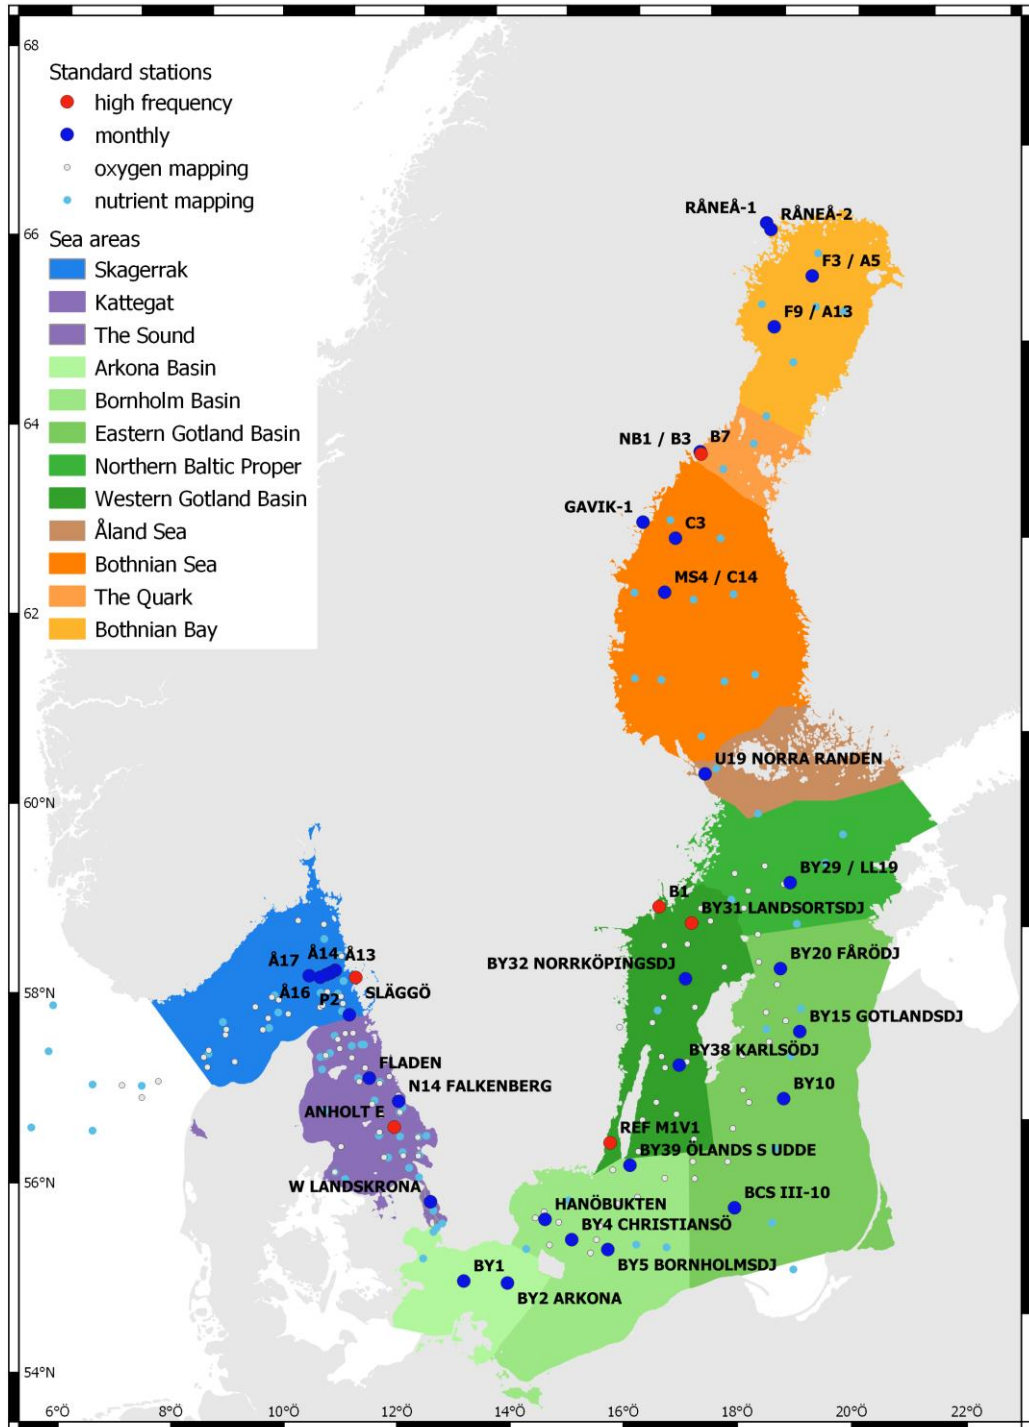 68
Standard stations
high frequency
monthly
oxygen mapping
nutrient mapping
Sea areas
Skagerrak
Kattegat
The Sound
Arkona Basin
Bornholm Basin
Eastern Gotland Basin
Northern Baltic Proper
Western Gotland Basin
Åland Sea
Bothnian Sea
The Quark
Bothnian Bay
RÅNEÅ-1
RÅNEÅ-2
66
F3 / A5
F9 / A13
64
NB1 / B3
B7
GAVIK-1
C3
MS4 / C14
62
U19 NORRA RANDEN
60°N
BY29 / LL19
B1
BY31 LANDSORTSDJ
Å17
Å14
Å13
BY32 NORRKÖPINGSDJ
BY20 FÅRÖDJ
Å16
P2
SLÄGGÖ
58°N
BY15 GOTLANDSDJ
FLADEN
BY38 KARLSÖDJ
N14 FALKENBERG
BY10
ANHOLT E
REF M1V1
BY39 ÖLANDS S UDDE
56°N
W LANDSKRONA
HANÖBUKTEN
BCS III-10
BY4 CHRISTIANSÖ
BY1
BY5 BORNHOLMSDJ
BY2 ARKONA
54°N
6°O 8°O 10°O 12°O 14°O 16°O 18°O 20°O 22°O